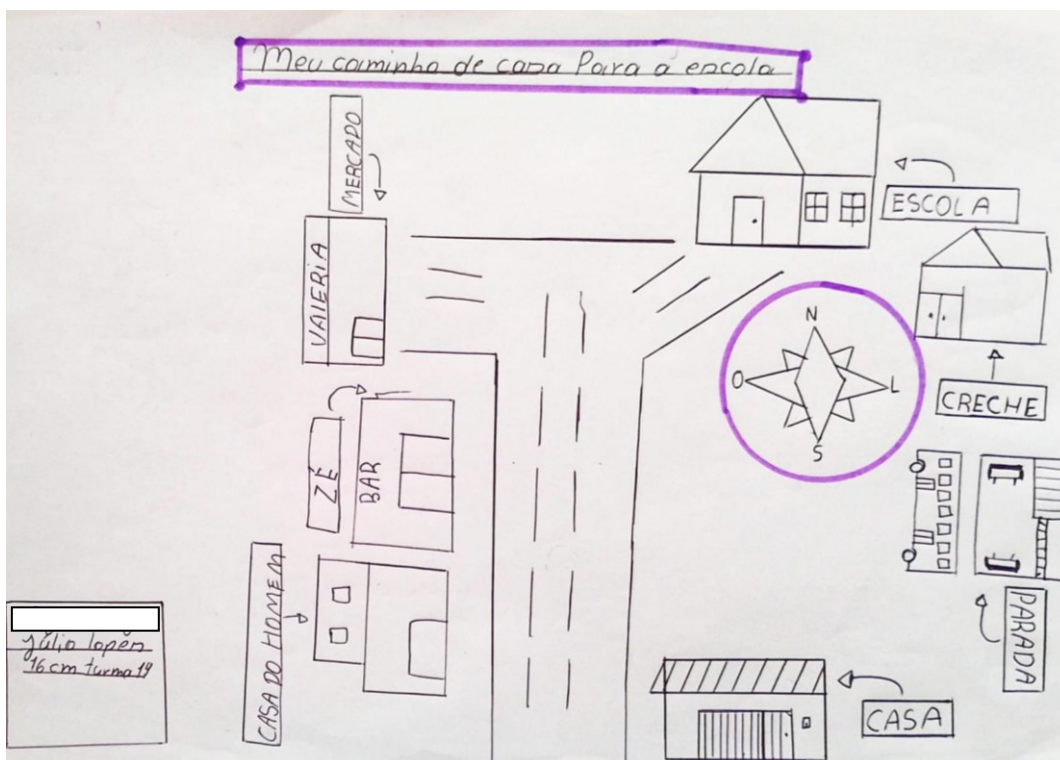 Meu caminho de casa Para a escola
MERCADO
ESCOLA
VAIERIA
CRECHE
N
O
L
S
ZÉ
BAR
CASA DO HOMEM
PARADA
CASA
Júlio lopes
16 cm turma 19